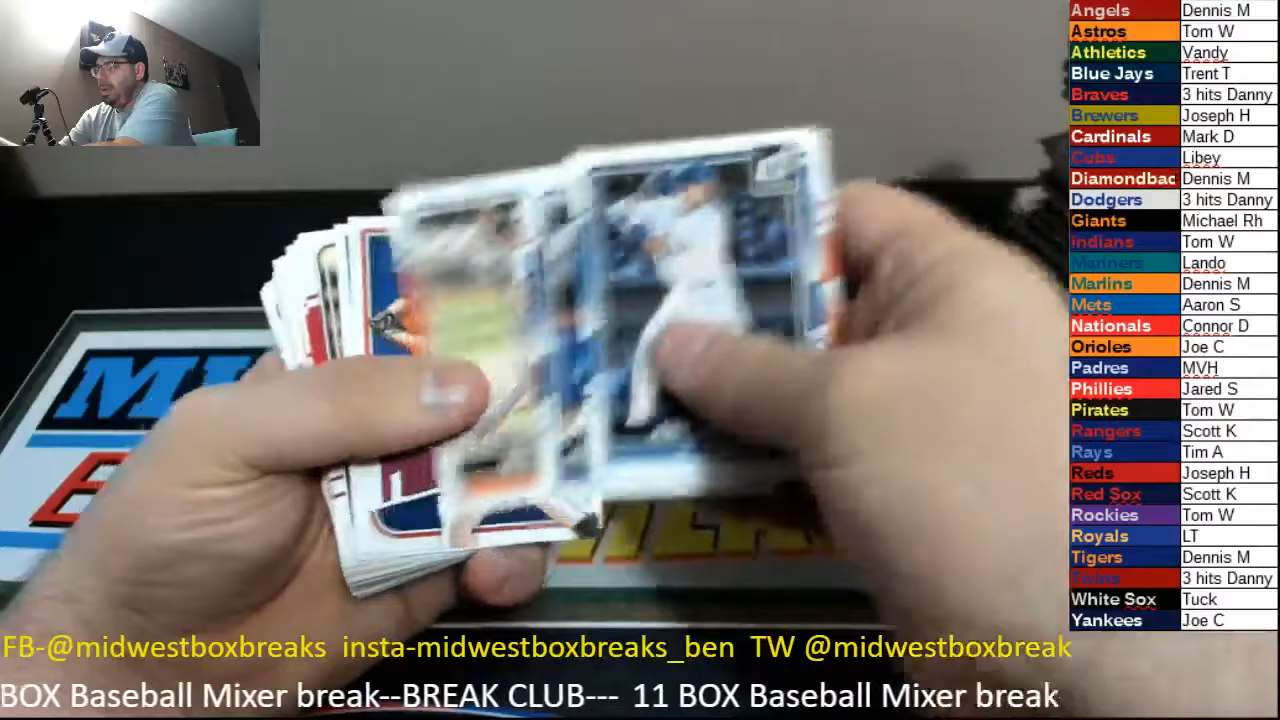 Angels Dennis M
Astros Tom W
Athletics Vandy
Blue Jays Trent T
Braves 3 hits Danny
Brewers Joseph H
Cardinals Mark D
Cubs Libey
Diamondbac Dennis M
Dodgers 3 hits Danny
Giants Michael Rh
Indians Tom W
Mariners Lando
Marlins Dennis M
Mets Aaron S
Nationals Connor D
Orioles Joe C
Padres MVH
Phillies Jared S
Pirates Tom W
Rangers Scott K
Rays Tim A
Reds Joseph H
Red Sox Scott K
Rockies Tom W
Royals LT
Tigers Dennis M
Twins 3 hits Danny
White Sox Tuck
Yankees Joe C
FB-@midwestboxbreaks insta-midwestboxbreaks_ben TW @midwestboxbreak
BOX Baseball Mixer break--BREAK CLUB--- 11 BOX Baseball Mixer break